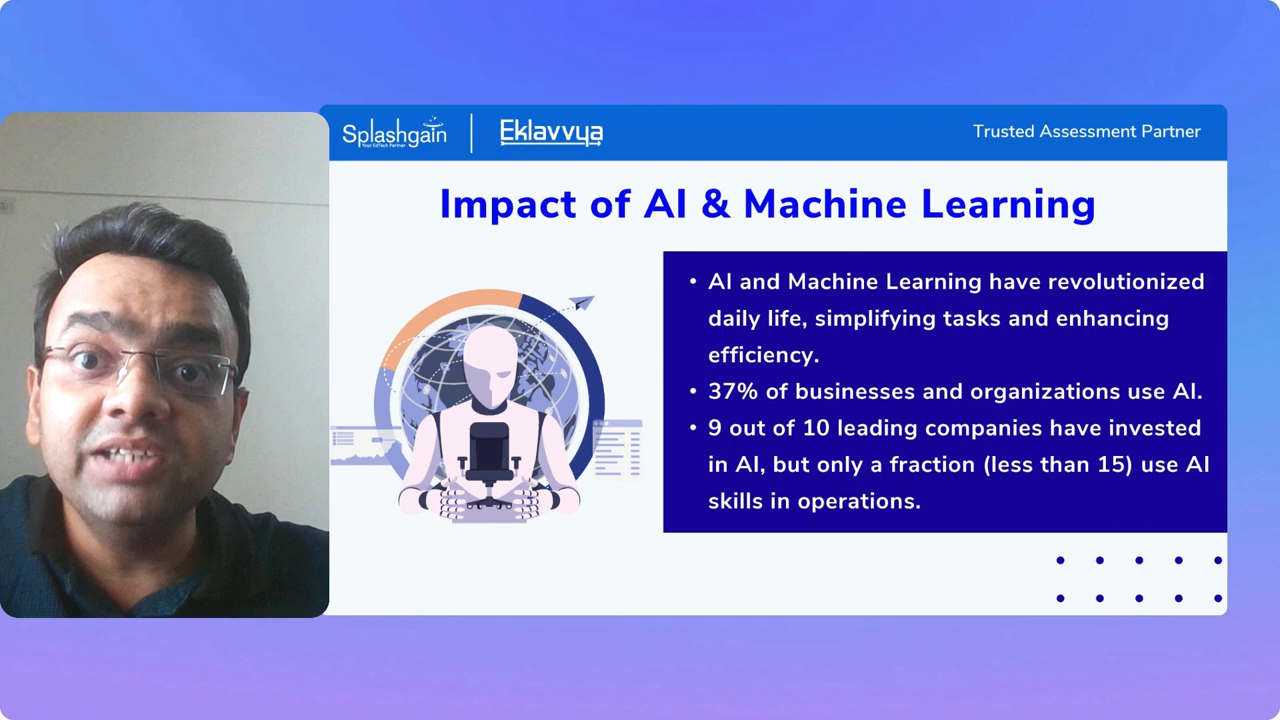 Splashgain
Your EdTech Partner
Eklavvya
Trusted Assessment Partner
Impact of AI & Machine Learning
• AI and Machine Learning have revolutionized
daily life, simplifying tasks and enhancing
efficiency.
• 37% of businesses and organizations use AI.
• 9 out of 10 leading companies have invested
in AI, but only a fraction (less than 15) use AI
skills in operations.